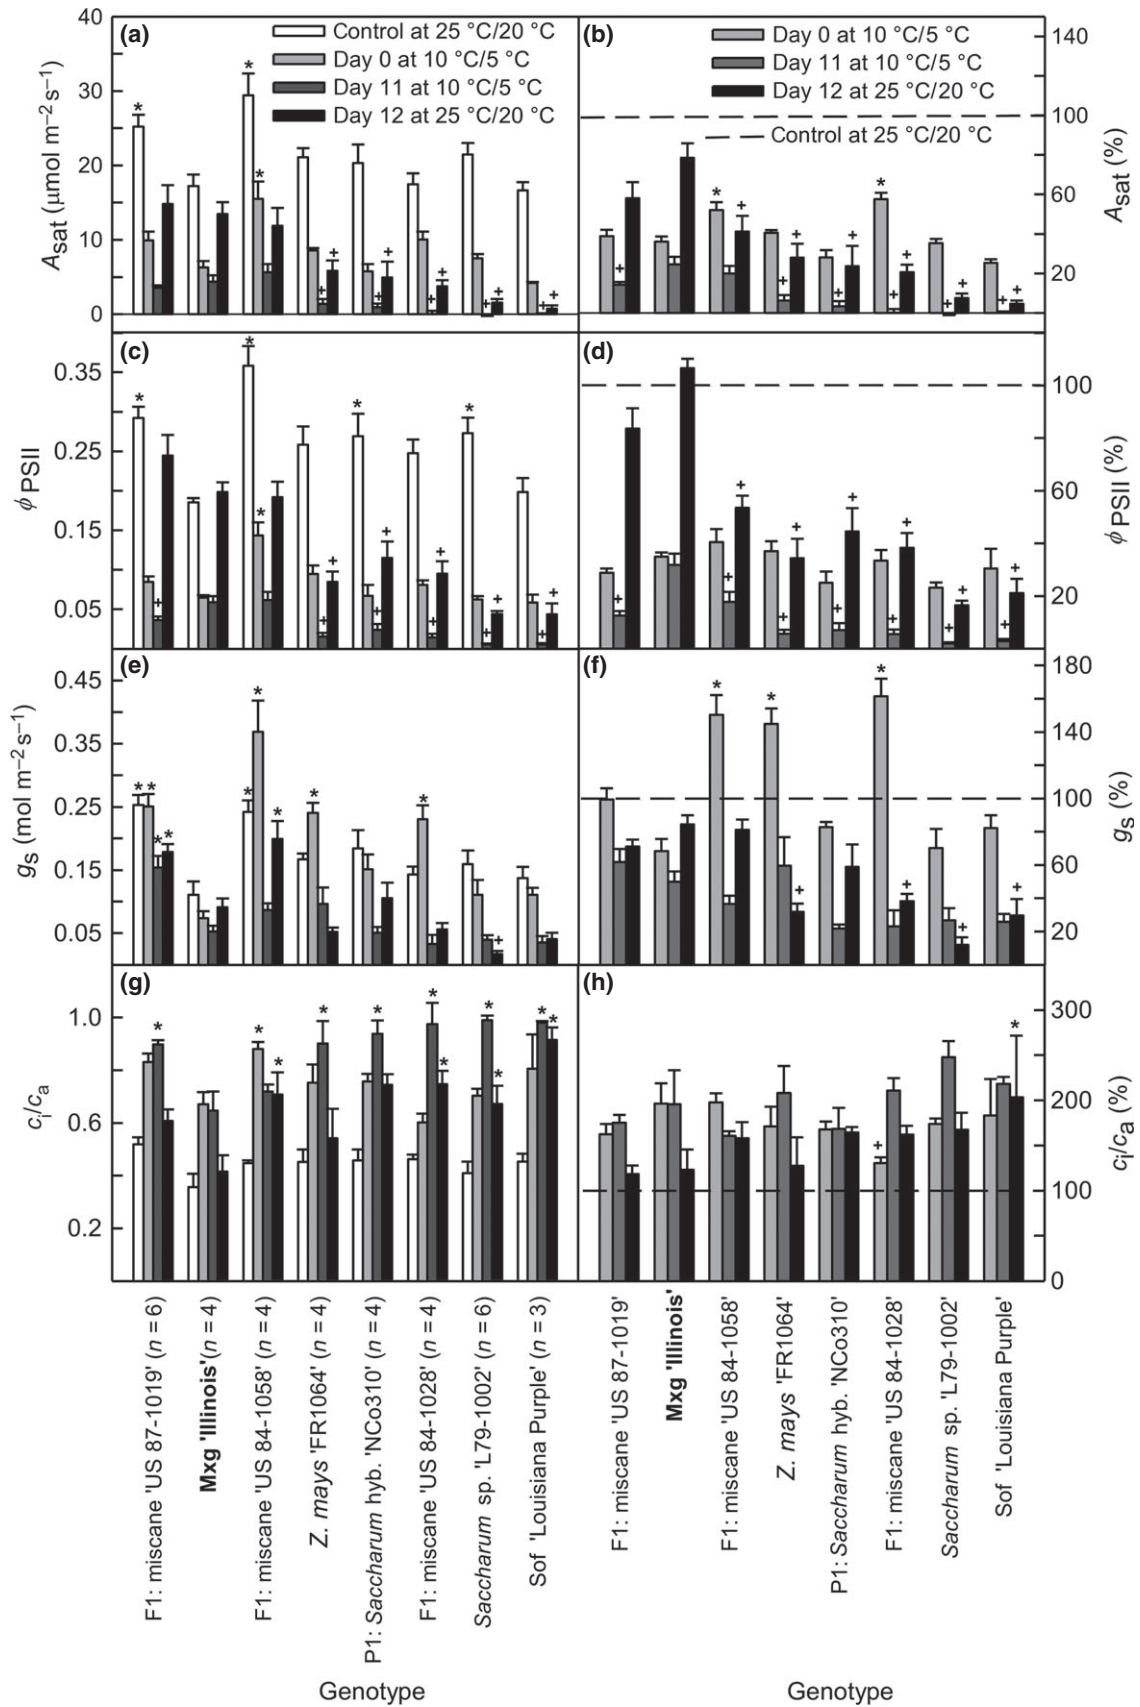 (a)
Control at 25 °C/20 °C
Day 0 at 10 °C/5 °C
Day 11 at 10 °C/5 °C
Day 12 at 25 °C/20 °C
40
30
20
10
0
Asat (μmol m−2 s−1)
(b)
Day 0 at 10 °C/5 °C
Day 11 at 10 °C/5 °C
Day 12 at 25 °C/20 °C
Control at 25 °C/20 °C
140
100
60
20
Asat (%)
(c)
0.35
0.25
0.15
0.05
ϕPSII
(d)
100
60
20
ϕPSII (%)
(e)
0.45
0.35
0.25
0.15
0.05
gs (mol m−2 s−1)
(f)
180
140
100
60
20
gs (%)
(g)
1.0
0.6
0.2
ci/ca
(h)
300
200
100
0
ci/ca (%)
F1: miscane 'US 87-1019' (n = 6)
Mxg 'Illinois'(n = 4)
F1: miscane 'US 84-1058' (n = 4)
Z. mays 'FR1064' (n = 4)
P1: Saccharum hyb. 'NCo310' (n = 4)
F1: miscane 'US 84-1028' (n = 4)
Saccharum sp. 'L79-1002' (n = 6)
Sof 'Louisiana Purple' (n = 3)
Genotype
F1: miscane 'US 87-1019'
Mxg 'Illinois'
F1: miscane 'US 84-1058'
Z. mays 'FR1064'
P1: Saccharum hyb. 'NCo310'
F1: miscane 'US 84-1028'
Saccharum sp. 'L79-1002'
Sof 'Louisiana Purple'
Genotype